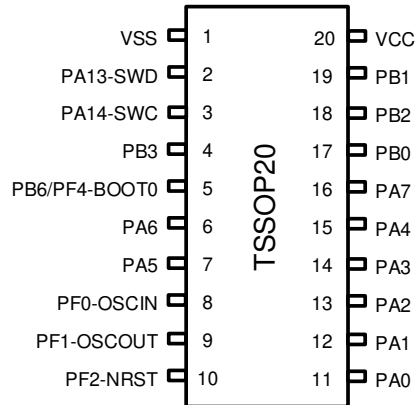 VSS 1 20 VCC
PA13-SWD 2 19 PB1
PA14-SWC 3 18 PB2
PB3 4 17 PB0
PB6/PF4-BOOT0 5 16 PA7
PA6 6 15 PA4
PA5 7 14 PA3
PF0-OSCIN 8 13 PA2
PF1-OSCOUT 9 12 PA1
PF2-NRST 10 11 PA0
TSSOP20